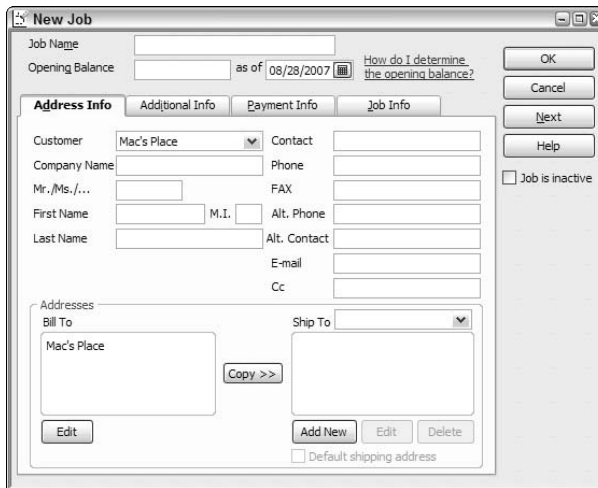 New Job
Job Name
Opening Balance as of 08/28/2007 How do I determine the opening balance?
OK
Cancel
Next
Help
Job is inactive
Address Info Additional Info Payment Info Job Info
Customer Mac's Place Contact
Company Name Phone
Mr./Ms./... FAX
First Name M.I. Alt. Phone
Last Name Alt. Contact
E-mail
Cc
Addresses
Bill To Ship To
Mac's Place
Copy >>
Edit Add New Edit Delete
Default shipping address